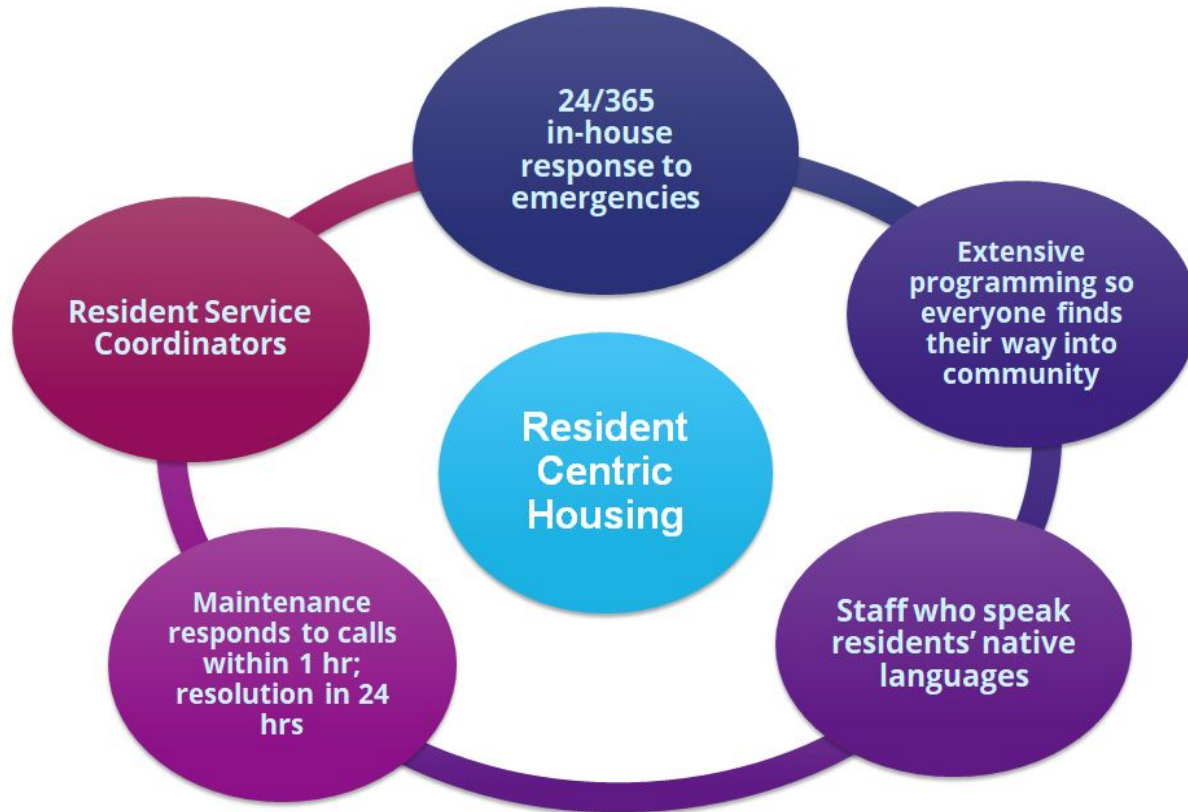 24/365
in-house
response to
emergencies
Extensive
programming so
everyone finds
their way into
community
Staff who speak
residents’ native
languages
Maintenance
responds to calls
within 1 hr;
resolution in 24
hrs
Resident Service
Coordinators
Resident
Centric
Housing